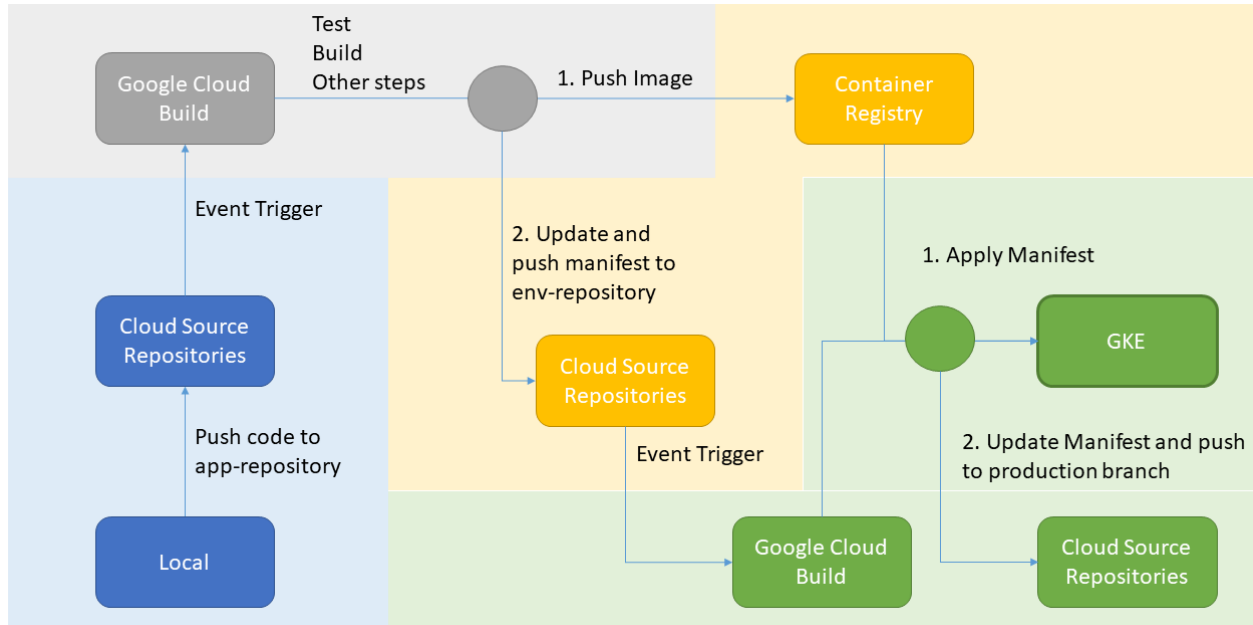 Test
Build
Other steps
Google Cloud
Build
1. Push Image
Container
Registry
Event Trigger
2. Update and
push manifest to
env-repository
1. Apply Manifest
Cloud Source
Repositories
GKE
Cloud Source
Repositories
Push code to
app-repository
Event Trigger
2. Update Manifest and push
to production branch
Local
Google Cloud
Build
Cloud Source
Repositories